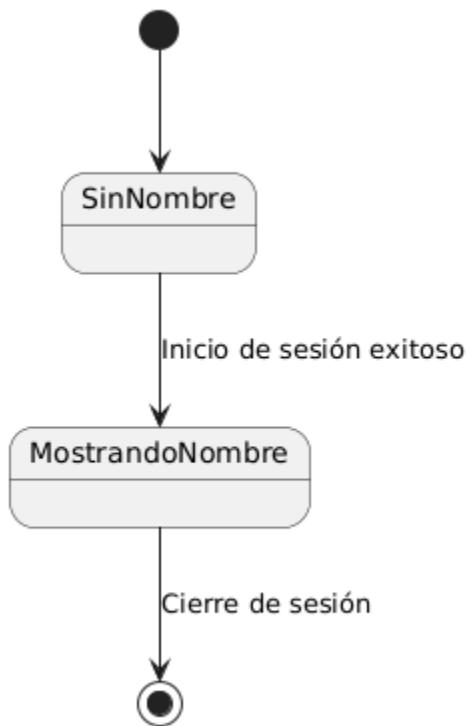 SinNombre
Inicio de sesión exitoso
MostrandoNombre
Cierre de sesión